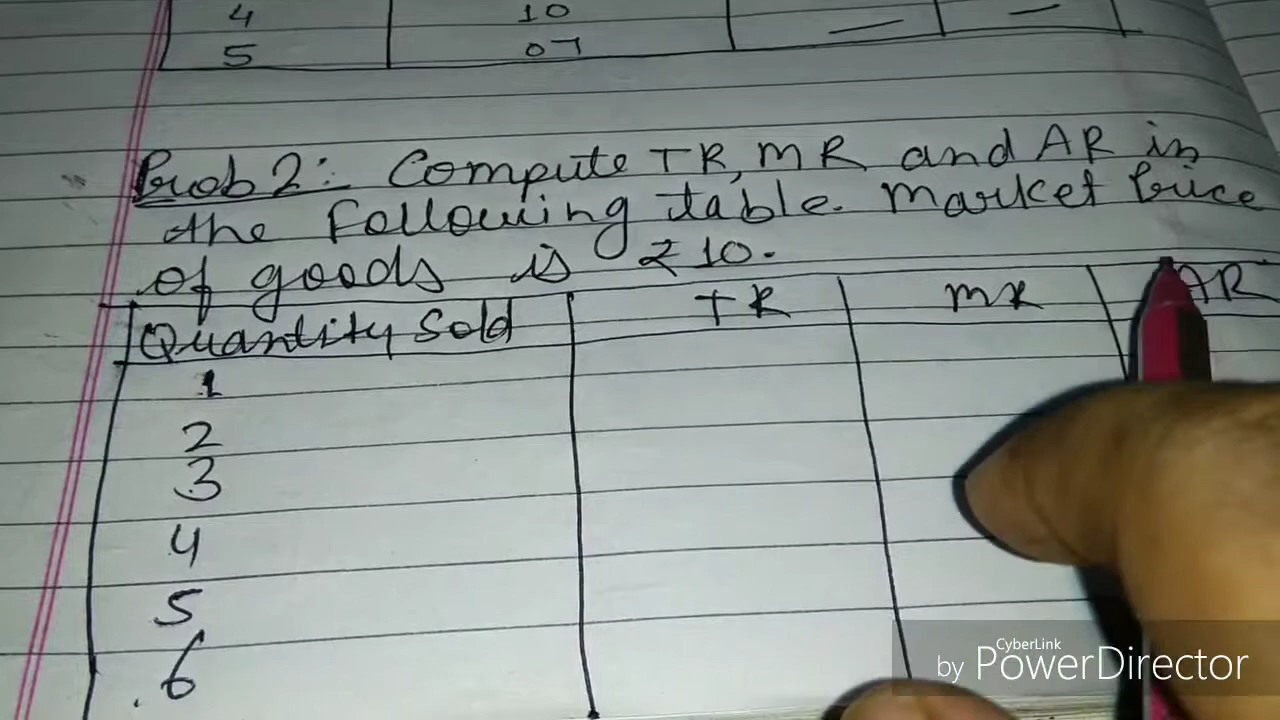 4 10 — —
5 07
Prob 2: Compute TR, MR and AR in
the following table. Market Price
of goods is ₹10.
Quantity Sold TR MR AR
1
2
3
4
5
6
CyberLink
by PowerDirector